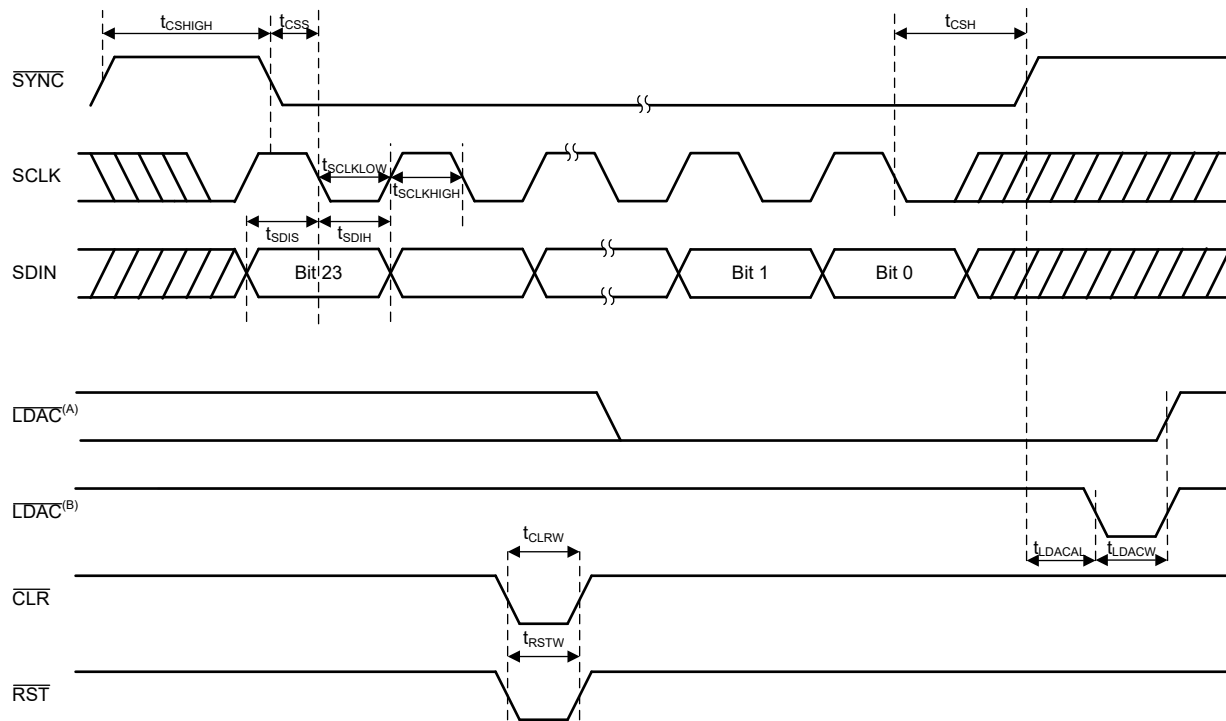 tCSHIGH tCSS tCSH
SYNC
SCLK tSCLKLOW
tSCLKHIGH
tSDIS tSDIH
SDIN Bit 23 Bit 1 Bit 0
LDAC(A)
LDAC(B)
tCLRW tLDACAL tLDACW
CLR
tRSTW
RST